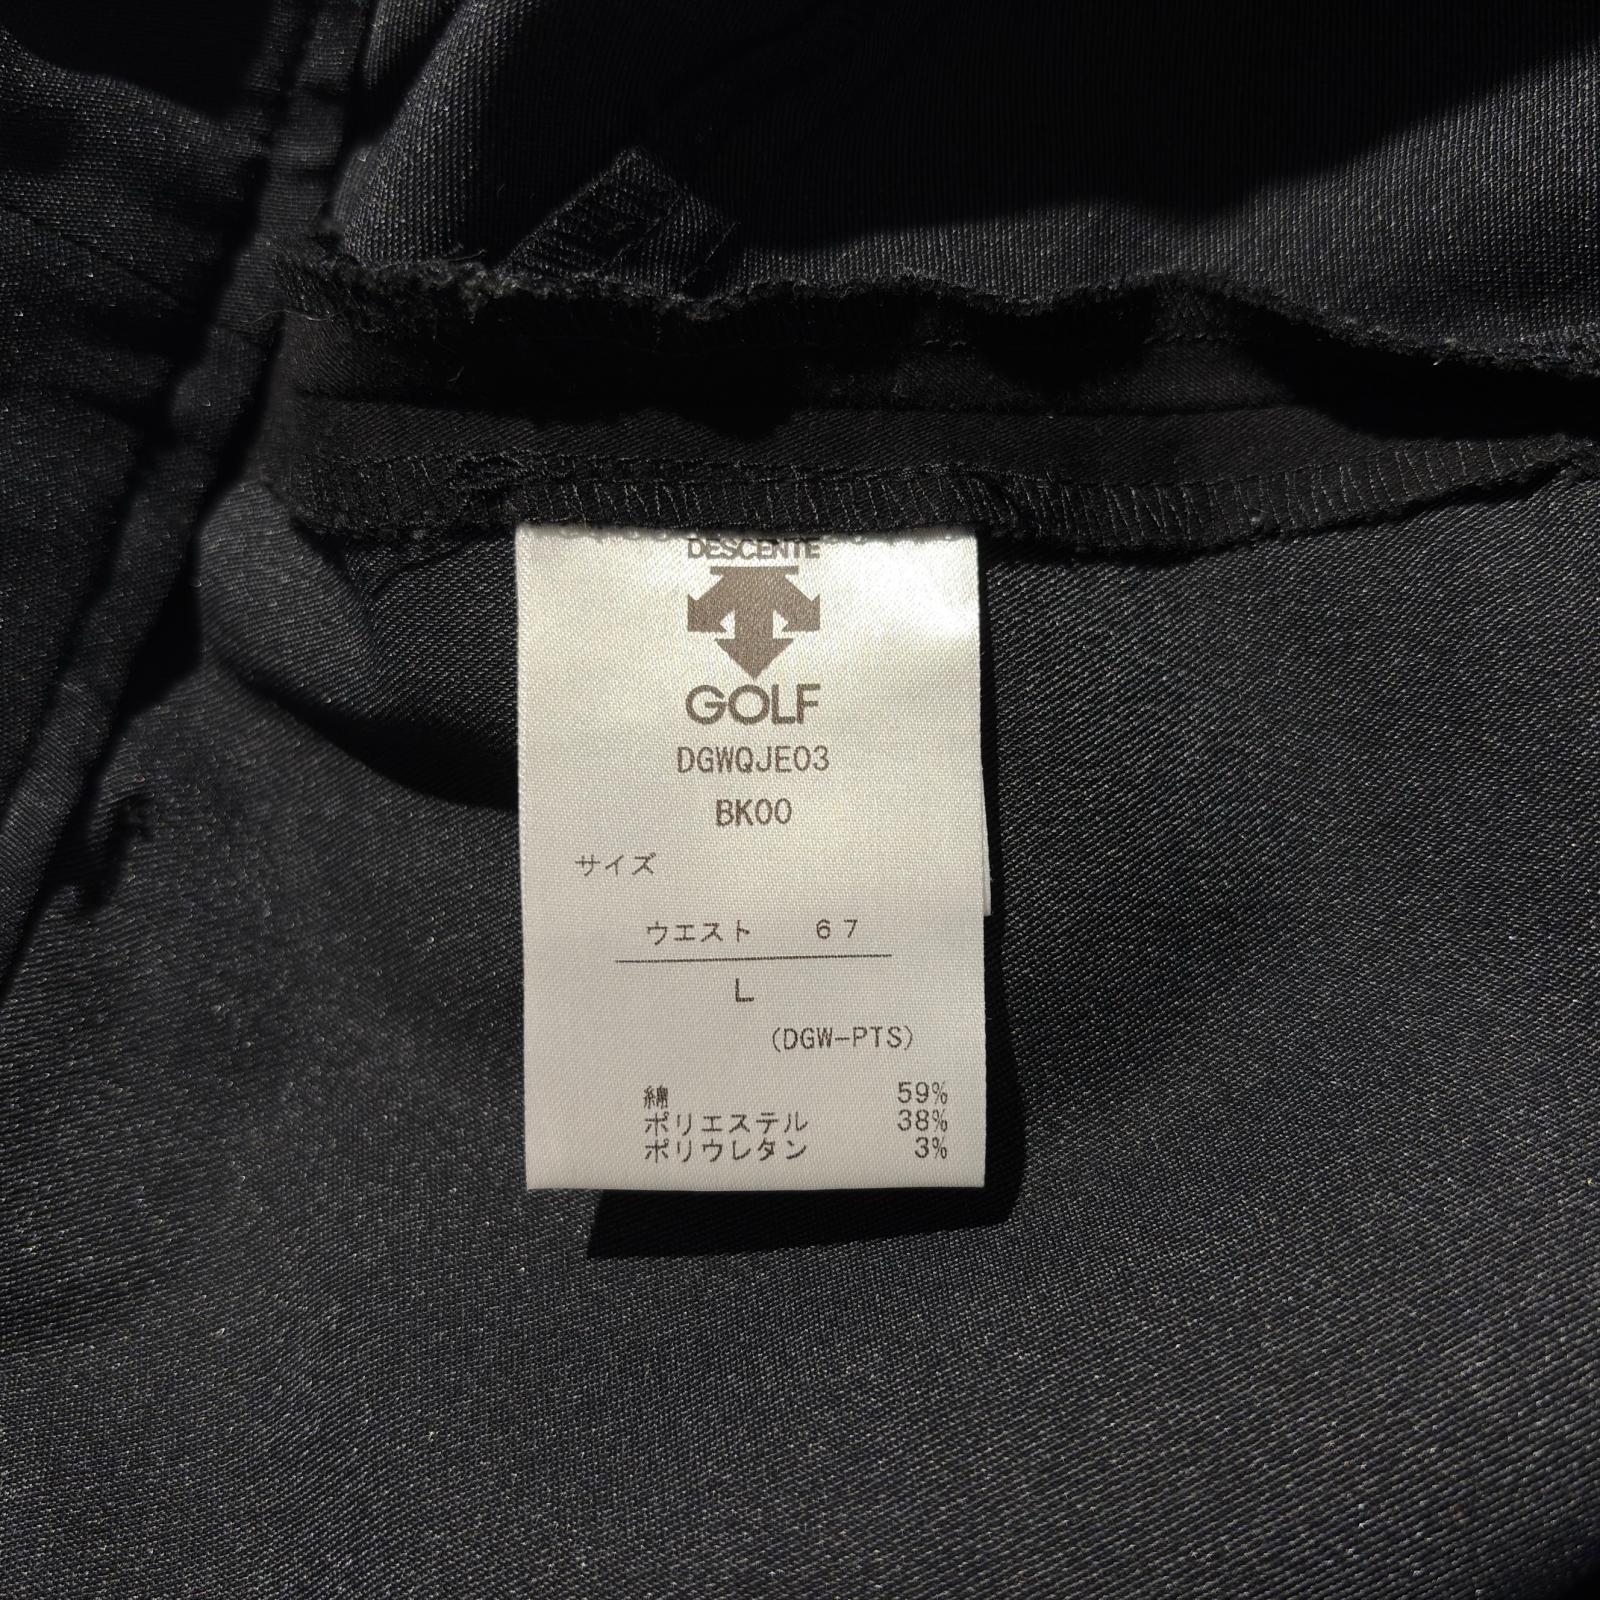 DESCENTE
GOLF
DGWQJE03
BK00
サイズ
ウエスト 67
L
(DGW-PTS)
綿 59%
ポリエステル 38%
ポリウレタン 3%